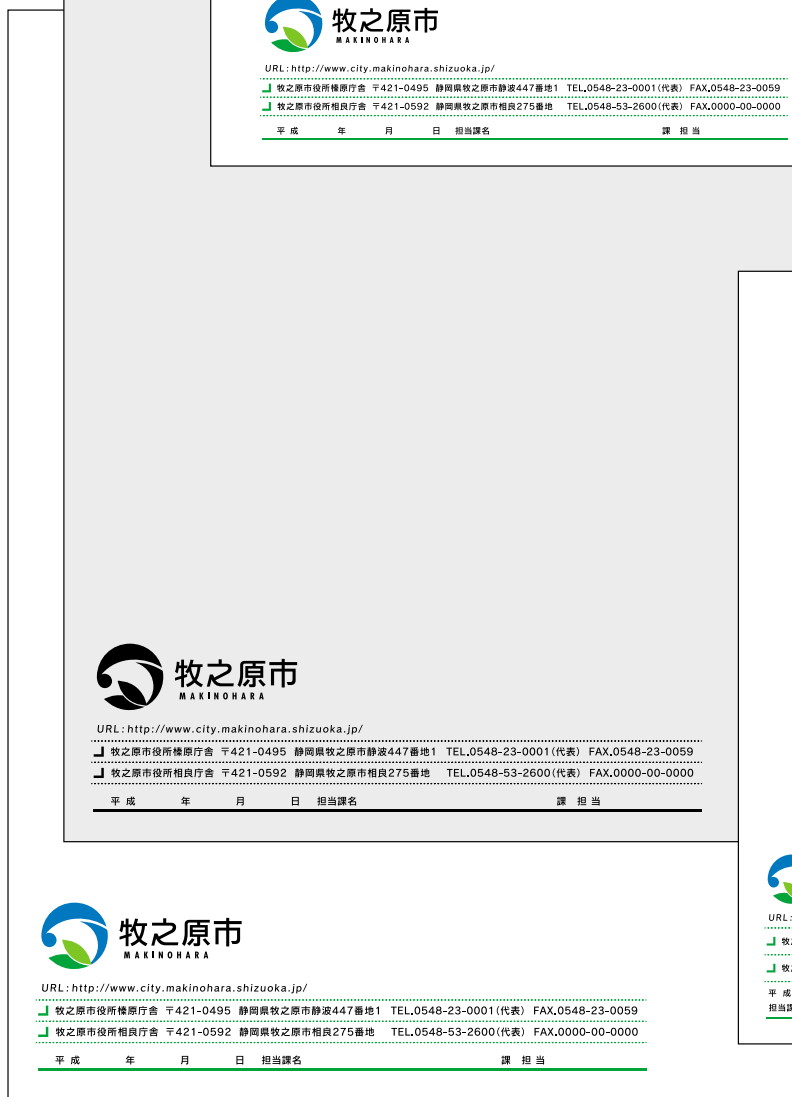 牧之原市
MAKINOHARA
URL:http://www.city.makinohara.shizuoka.jp/
牧之原市役所榛原庁舎 〒421-0495 静岡県牧之原市静波447番地1 TEL.0548-23-0001(代表) FAX.0548-23-0059
牧之原市役所相良庁舎 〒421-0592 静岡県牧之原市相良275番地 TEL.0548-53-2600(代表) FAX.0000-00-0000
平成 年 月 日 担当課名 課 担当
牧之原市
MAKINOHARA
URL:http://www.city.makinohara.shizuoka.jp/
牧之原市役所榛原庁舎 〒421-0495 静岡県牧之原市静波447番地1 TEL.0548-23-0001(代表) FAX.0548-23-0059
牧之原市役所相良庁舎 〒421-0592 静岡県牧之原市相良275番地 TEL.0548-53-2600(代表) FAX.0000-00-0000
平成 年 月 日 担当課名 課 担当
牧之原市
MAKINOHARA
URL:http://www.city.makinohara.shizuoka.jp/
牧之原市役所榛原庁舎 〒421-0495 静岡県牧之原市静波447番地1 TEL.0548-23-0001(代表) FAX.0548-23-0059
牧之原市役所相良庁舎 〒421-0592 静岡県牧之原市相良275番地 TEL.0548-53-2600(代表) FAX.0000-00-0000
平成 年 月 日 担当課名 課 担当
URL:
牧
牧
平成
担当